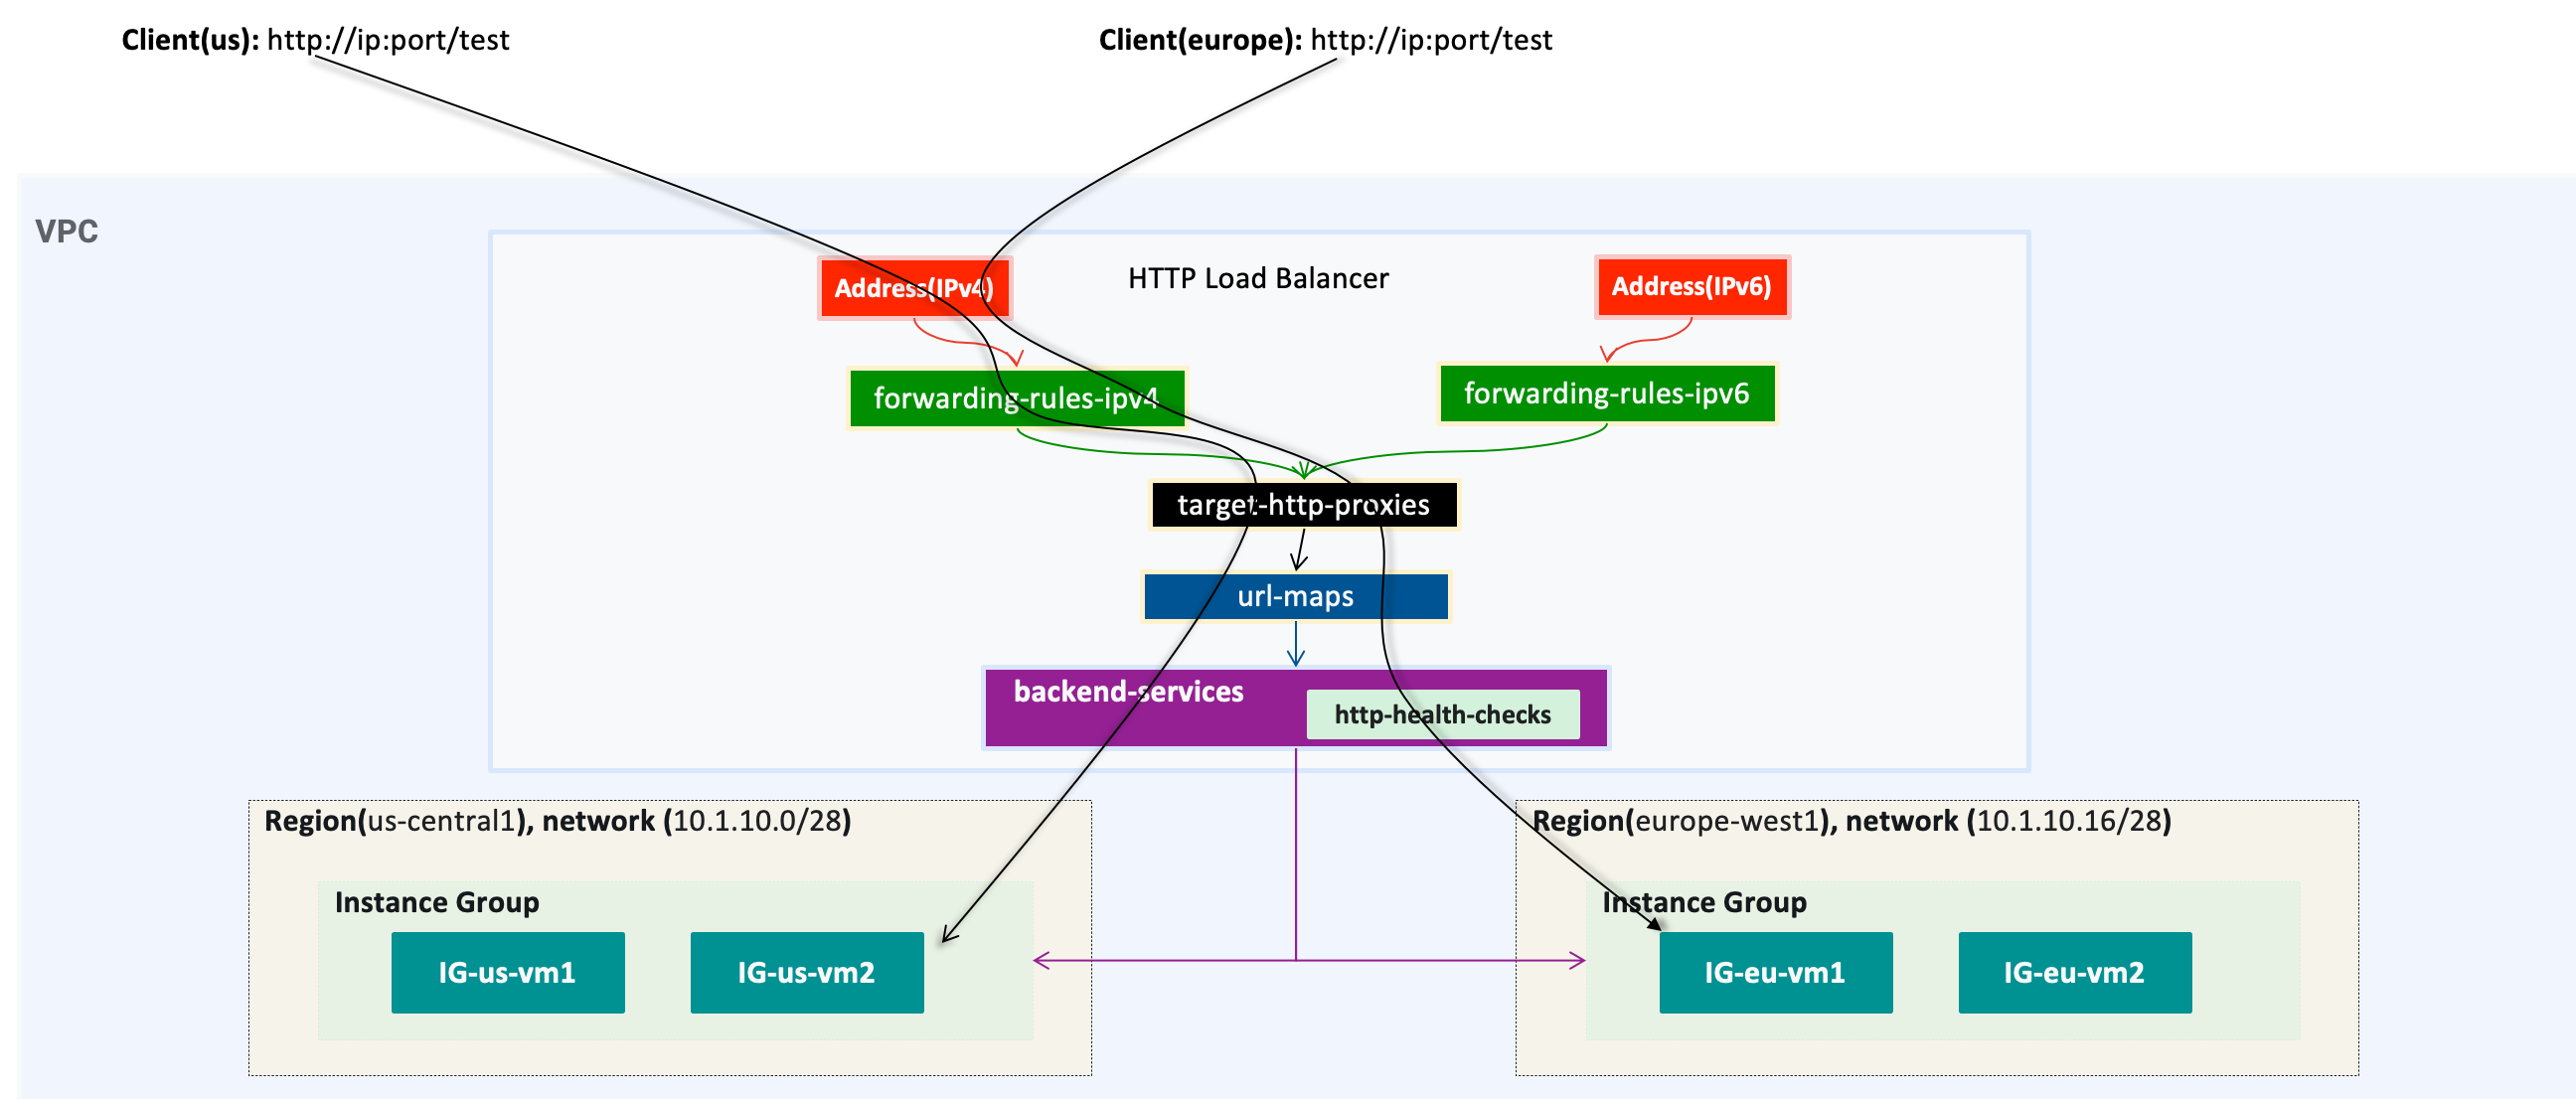 Client(us): http://ip:port/test
Client(europe): http://ip:port/test
VPC
HTTP Load Balancer
Address(IPv4)
Address(IPv6)
forwarding-rules-ipv4
forwarding-rules-ipv6
target-http-proxies
url-maps
backend-services
http-health-checks
Region(us-central1), network (10.1.10.0/28)
Instance Group
IG-us-vm1
IG-us-vm2
Region(europe-west1), network (10.1.10.16/28)
Instance Group
IG-eu-vm1
IG-eu-vm2